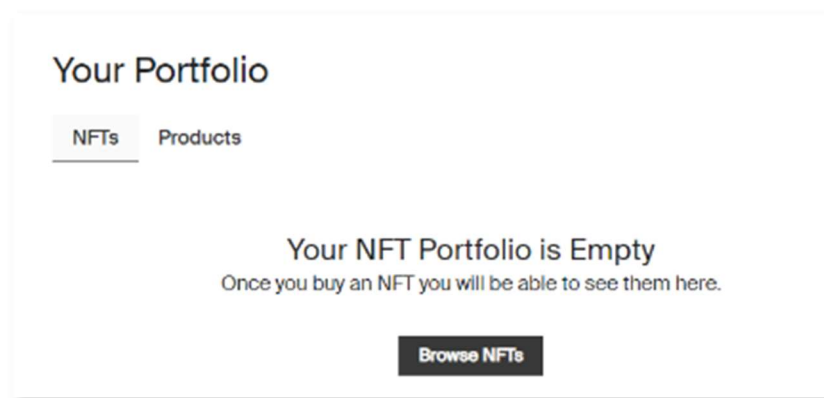 Your Portfolio
NFTs Products
Your NFT Portfolio is Empty
Once you buy an NFT you will be able to see them here.
Browse NFTs